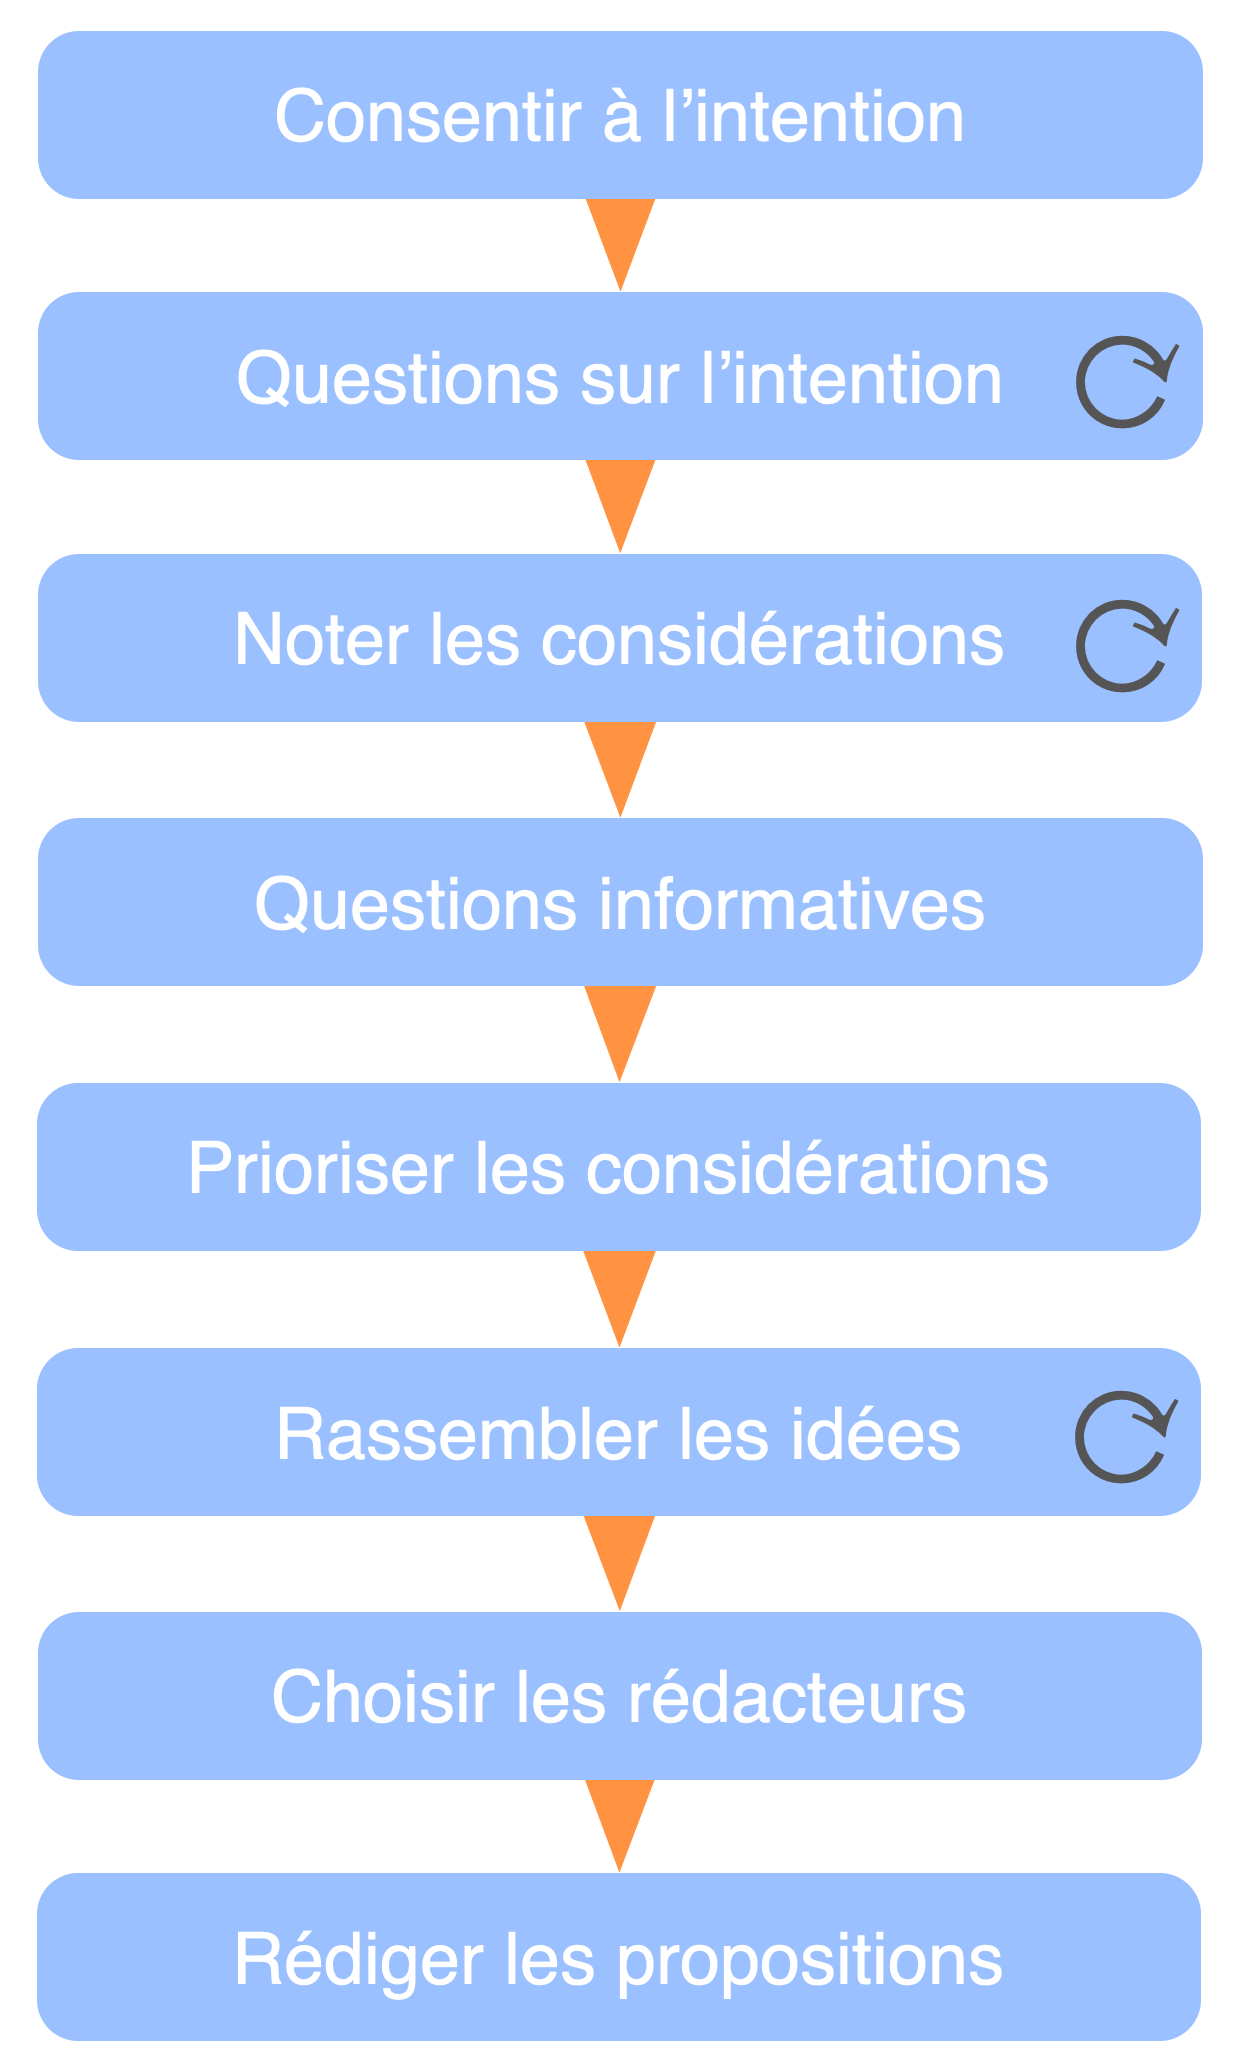 Consentir à l’intention
Questions sur l’intention
Noter les considérations
Questions informatives
Prioriser les considérations
Rassembler les idées
Choisir les rédacteurs
Rédiger les propositions